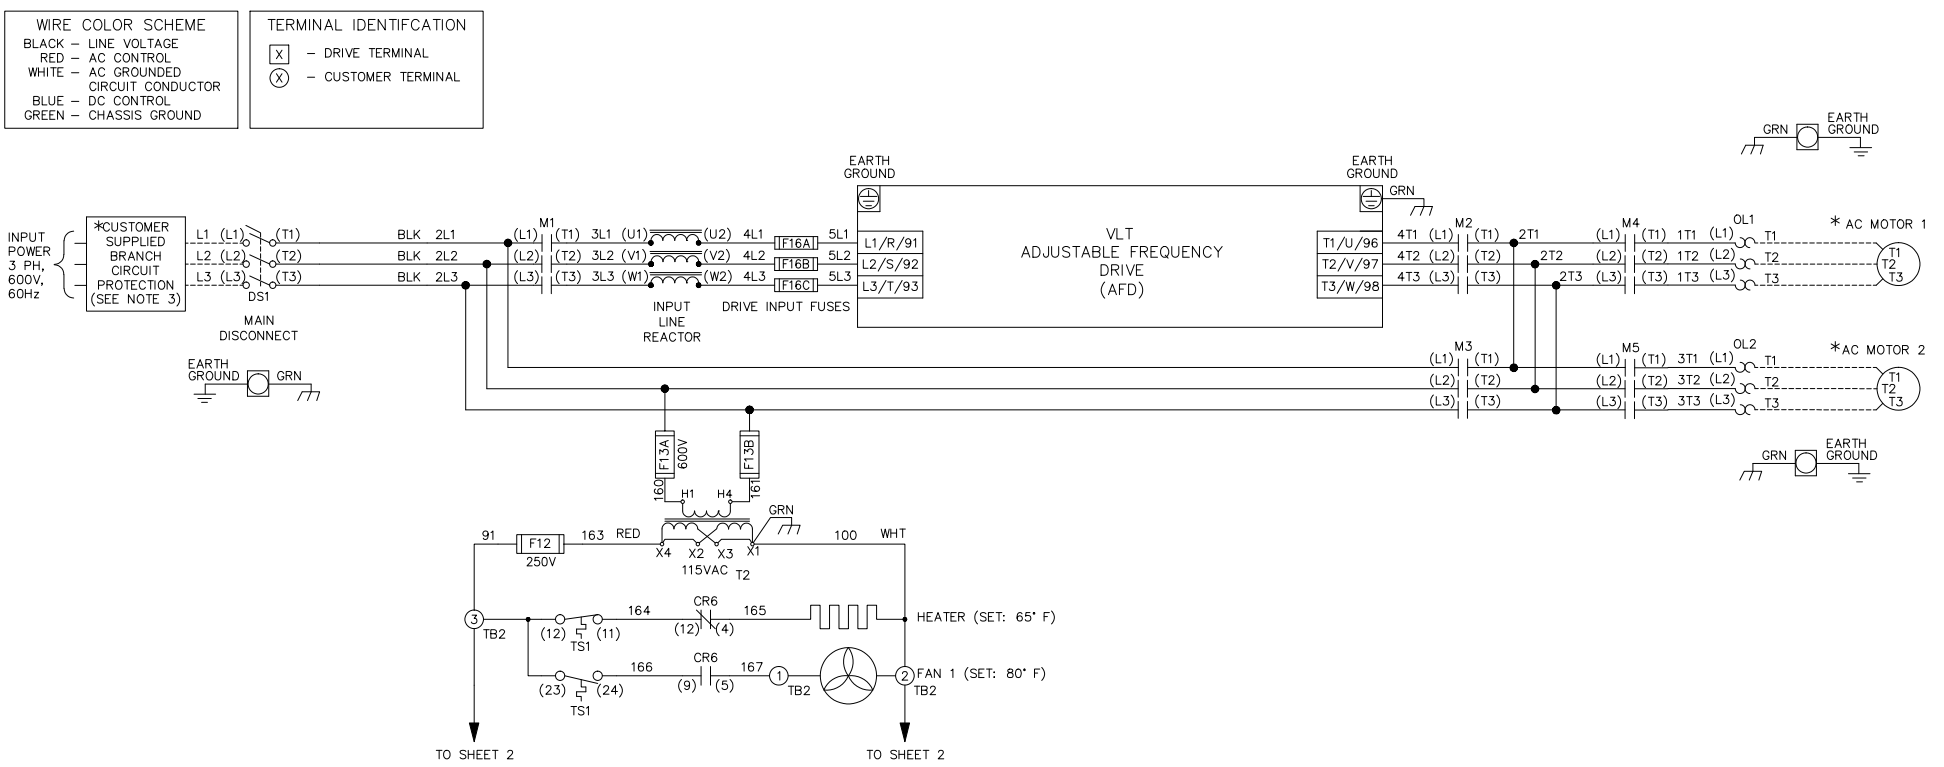 WIRE COLOR SCHEME
BLACK – LINE VOLTAGE
RED – AC CONTROL
WHITE – AC GROUNDED
CIRCUIT CONDUCTOR
BLUE – DC CONTROL
GREEN – CHASSIS GROUND
TERMINAL IDENTIFCATION
X – DRIVE TERMINAL
X – CUSTOMER TERMINAL
GRN
EARTH
GROUND
EARTH
GROUND
EARTH
GROUND
GRN
INPUT
POWER
3 PH,
600V,
60Hz
*CUSTOMER
SUPPLIED
BRANCH
CIRCUIT
PROTECTION
(SEE NOTE 3)
L1 (L1) (T1) BLK 2L1 (L1) M1 (T1) 3L1 (U1) (U2) 4L1 F16A 5L1 L1/R/91
L2 (L2) (T2) BLK 2L2 (L2) (T2) 3L2 (V1) (V2) 4L2 F16B 5L2 L2/S/92
L3 (L3) (T3) BLK 2L3 (L3) (T3) 3L3 (W1) (W2) 4L3 F16C 5L3 L3/T/93
DS1
MAIN
DISCONNECT
INPUT
LINE
REACTOR
DRIVE INPUT FUSES
VLT
ADJUSTABLE FREQUENCY
DRIVE
(AFD)
T1/U/96 4T1 (L1) M2 (T1) 2T1 (L1) M4 (T1) 1T1 (L1) OL1 T1
T2/V/97 4T2 (L2) (T2) 2T2 (L2) (T2) 1T2 (L2) T2
T3/W/98 4T3 (L3) (T3) 2T3 (L3) (T3) 1T3 (L3) T3
* AC MOTOR 1
T1
T2
T3
EARTH
GROUND
GRN
M3 M5 OL2
(L1) (T1) (L1) (T1) 3T1 (L1) T1
(L2) (T2) (L2) (T2) 3T2 (L2) T2
(L3) (T3) (L3) (T3) 3T3 (L3) T3
*AC MOTOR 2
T1
T2
T3
GRN
EARTH
GROUND
F13A
600V
F13B
160
161
H1 H4
GRN
91 F12 163 RED
250V
X4 X2 X3 X1
100 WHT
115VAC T2
3
TB2
(12) (11)
TS1
164
CR6
(12) (4)
165
HEATER (SET: 65° F)
(23) (24)
TS1
166
CR6
(9) (5)
167
1
TB2
2
TB2
FAN 1 (SET: 80° F)
TO SHEET 2
TO SHEET 2